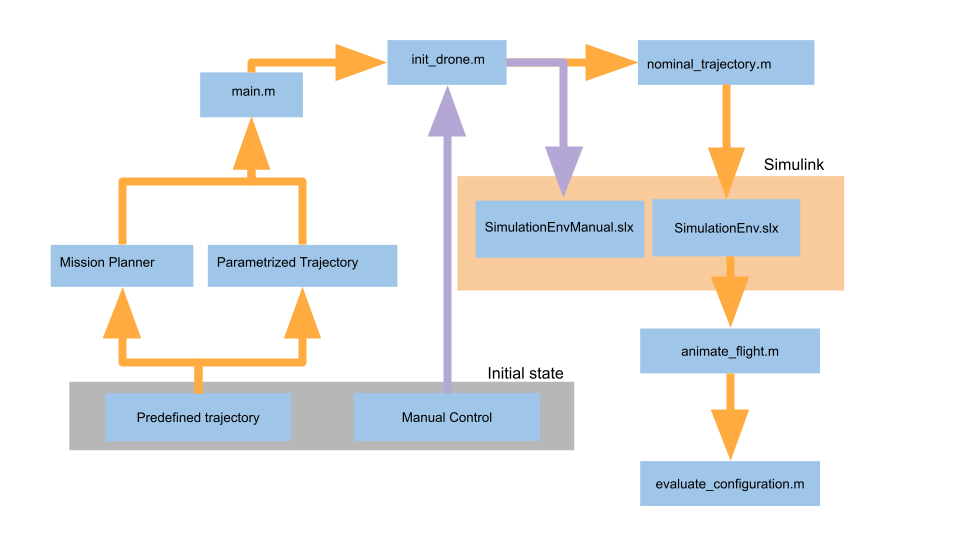 init_drone.m
nominal_trajectory.m
main.m
Simulink
SimulationEnvManual.slx
SimulationEnv.slx
Mission Planner
Parametrized Trajectory
animate_flight.m
Initial state
Predefined trajectory
Manual Control
evaluate_configuration.m